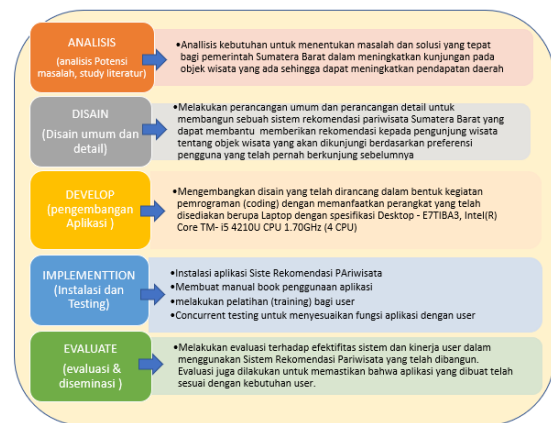 ANALISIS
(analisis Potensi
masalah, study literatur)
•Anallisis kebutuhan untuk menentukan masalah dan solusi yang tepat
bagi pemerintah Sumatera Barat dalam meningkatkan kunjungan pada
objek wisata yang ada sehingga dapat meningkatkan pendapatan daerah
DISAIN
(Disain umum dan
detail)
•Melakukan perancangan umum dan perancangan detail untuk
membangun sebuah sistem rekomendasi pariwisata Sumatera Barat yang
dapat membantu memberikan rekomendasi kepada pengunjung wisata
tentang objek wisata yang akan dikunjungi berdasarkan preferensi
pengguna yang telah pernah berkunjung sebelumnya
DEVELOP
(pengembangan
Aplikasi )
•Mengembangkan disain yang telah dirancang dalam bentuk kegiatan
pemrograman (coding) dengan memanfaatkan perangkat yang telah
disediakan berupa Laptop dengan spesifikasi Desktop - E7TIBA3, Intel(R)
Core TM- i5 4210U CPU 1.70GHz (4 CPU)
IMPLEMENTTION
(Instalasi dan
Testing)
•Instalasi aplikasi Siste Rekomendasi PAriwisata
•Membuat manual book penggunaan aplikasi
•melakukan pelatihan (training) bagi user
•Concurrent testing untuk menyesuaikan fungsi aplikasi dengan user
EVALUATE
(evaluasi &
diseminasi )
•Melakukan evaluasi terhadap efektifitas sistem dan kinerja user dalam
menggunakan Sistem Rekomendasi Pariwisata yang telah dibangun.
Evaluasi juga dilakukan untuk memastikan bahwa aplikasi yang dibuat telah
sesuai dengan kebutuhan user.